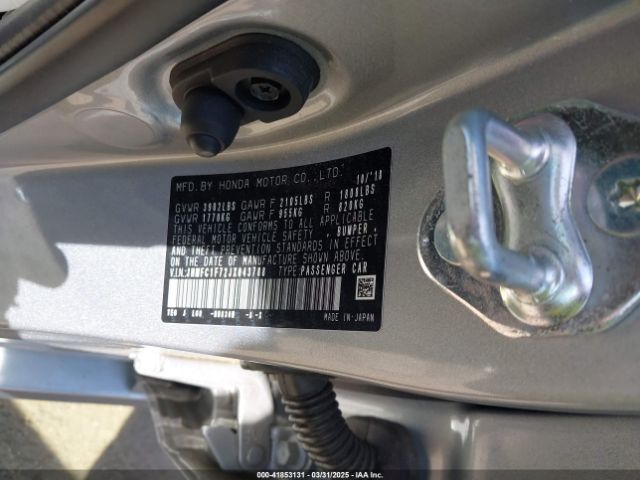 MFD.BY HONDA MOTOR CO.,LTD. 10/'18
GVWR 3902LBS GAWR F 2105LBS R 1808LBS
GVWR 1770KG GAWR F 955KG R 820KG
THIS VEHICLE CONFORMS TO ALL APPLICABLE
FEDERAL MOTOR VEHICLE SAFETY, BUMPER,
AND THEFT PREVENTION STANDARDS IN EFFECT
ON THE DATE OF MANUFACTURE SHOWN ABOVE.
V.I.N: TYPE:PASSENGER CAR
MADE IN JAPAN
000-41853131 - 03/31/2025 - IAA Inc.